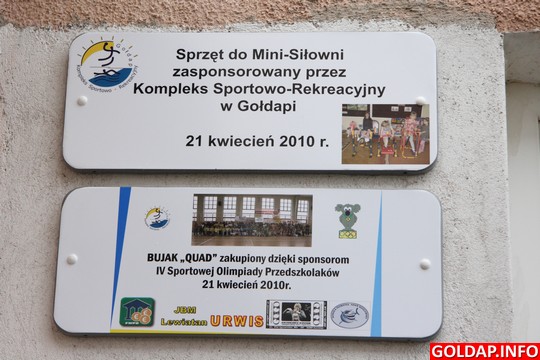 Sprzęt do Mini-Siłowni
zasponsorowany przez
Kompleks Sportowo-Rekreacyjny
w Gołdapi
21 kwiecień 2010 r.
BUJAK „QUAD” zakupiony dzięki sponsorom
IV Sportowej Olimpiady Przedszkolaków
21 kwiecień 2010r.
JBM
Lewiatan
URWIS
GOLDAP.INFO